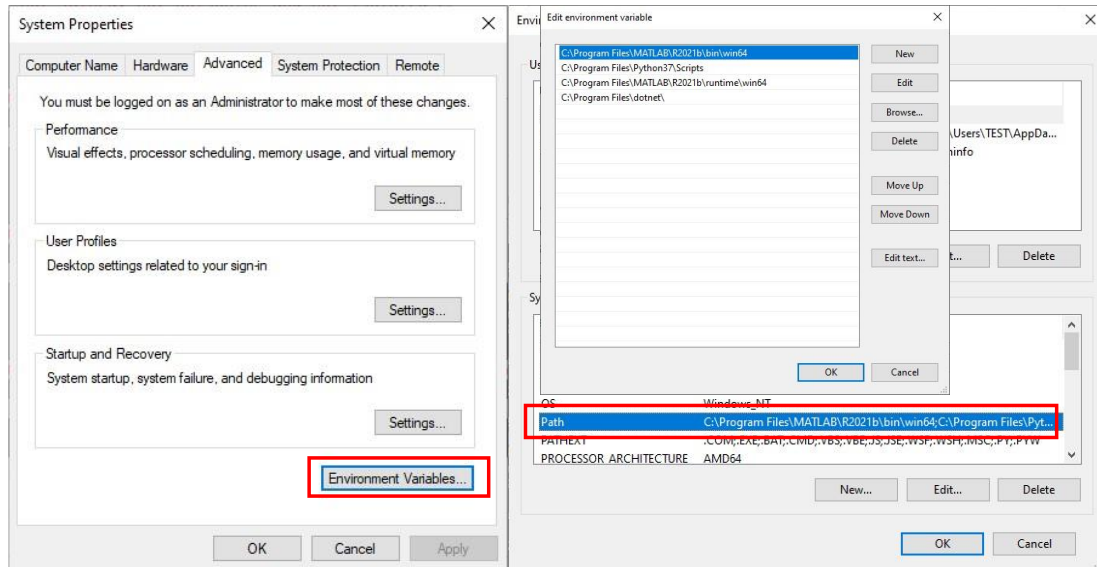 System Properties
Computer Name Hardware Advanced System Protection Remote
You must be logged on as an Administrator to make most of these changes.
Performance
Visual effects, processor scheduling, memory usage, and virtual memory
Settings...
User Profiles
Desktop settings related to your sign-in
Settings...
Startup and Recovery
System startup, system failure, and debugging information
Settings...
Environment Variables...
OK Cancel Apply
Edit environment variable
C:\Program Files\MATLAB\R2021b\bin\win64
C:\Program Files\Python37\Scripts
C:\Program Files\MATLAB\R2021b\runtime\win64
C:\Program Files\dotnet\
New
Edit
Browse...
Delete
Move Up
Move Down
Edit text...
OK Cancel
Envi
Us
\Users\TEST\AppDa...
ninfo
t... Delete
Sy
OS Windows_NT
Path C:\Program Files\MATLAB\R2021b\bin\win64;C:\Program Files\Pyt...
PATHEXT .COM;.EXE;.BAT;.CMD;.VBS;.VBE;.JS;.JSE;.WSF;.WSH;.MSC;.PY;.PYW
PROCESSOR_ARCHITECTURE AMD64
New... Edit... Delete
OK Cancel